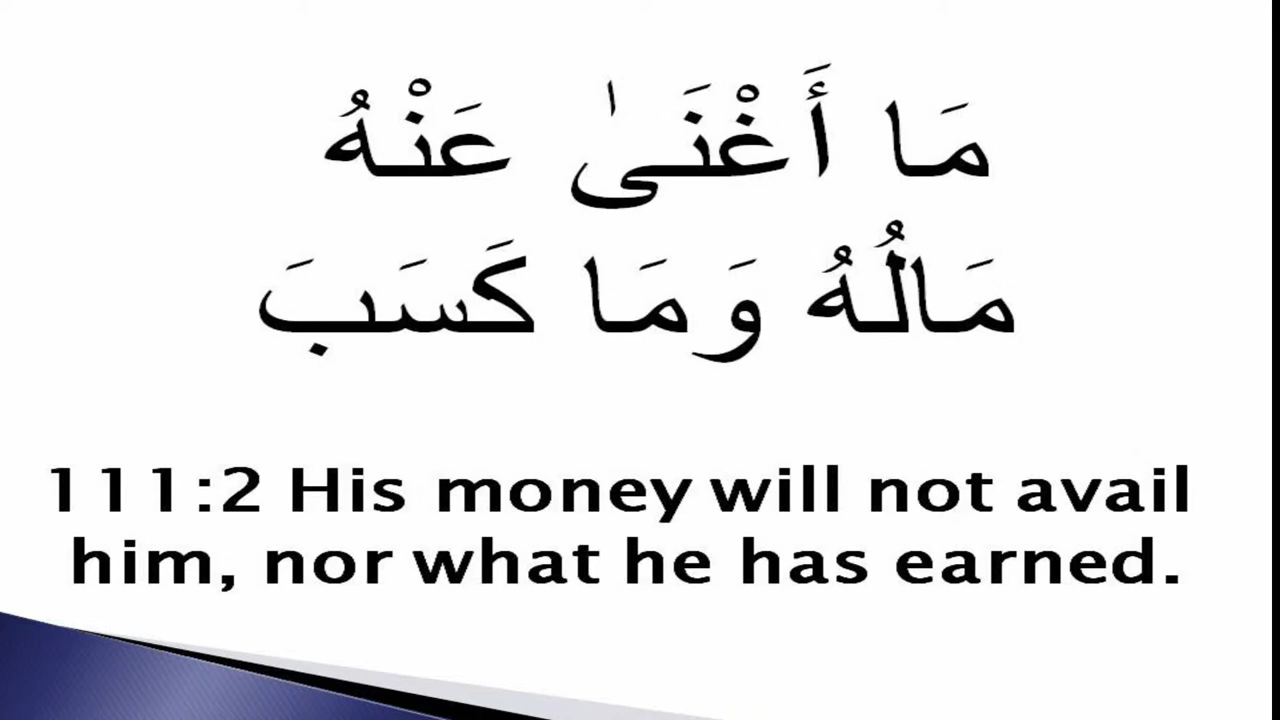 مَا أَغْنَىٰ عَنْهُ
مَالُهُ وَمَا كَسَبَ
111:2 His money will not avail
him, nor what he has earned.